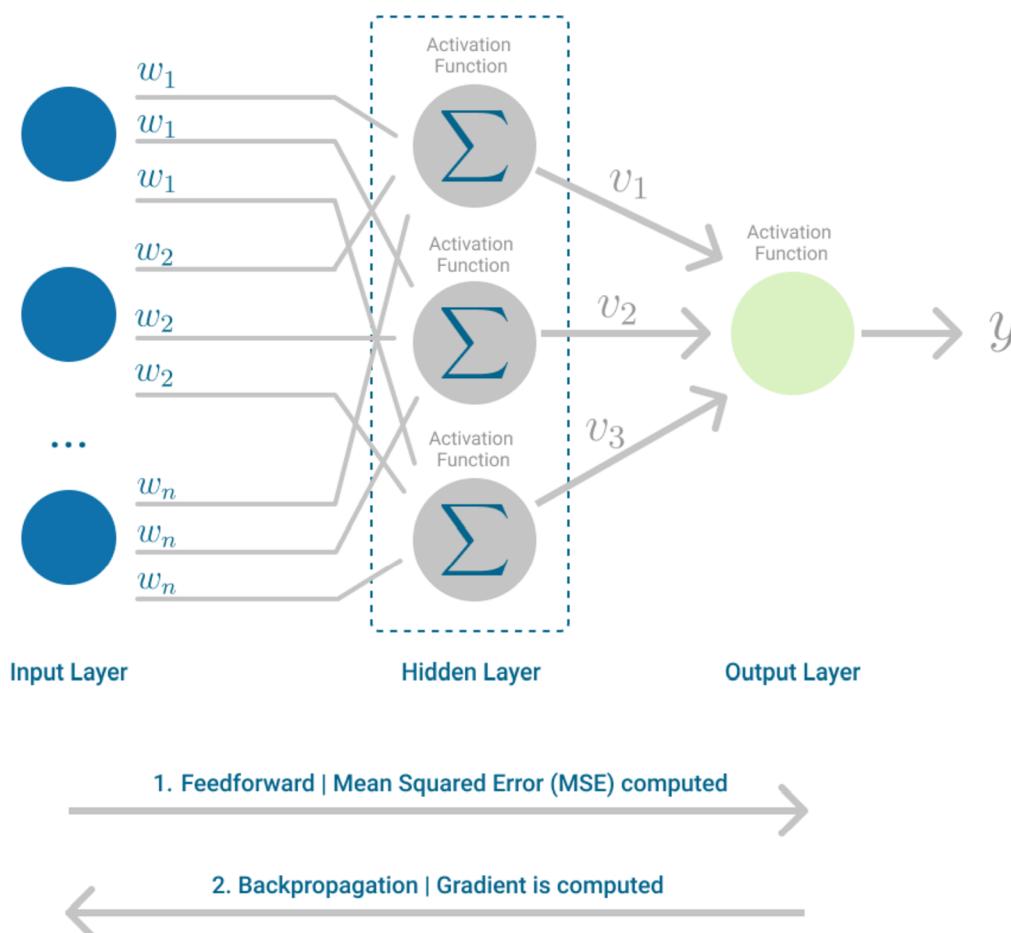 Activation
Function
w₁
w₁
w₁
Σ
v₁
Activation
Function
w₂
Activation
Function
w₂
v₂
Σ
y
w₂
...
Activation
Function
v₃
wₙ
wₙ
Σ
wₙ
Input Layer
Hidden Layer
Output Layer
1. Feedforward | Mean Squared Error (MSE) computed
2. Backpropagation | Gradient is computed